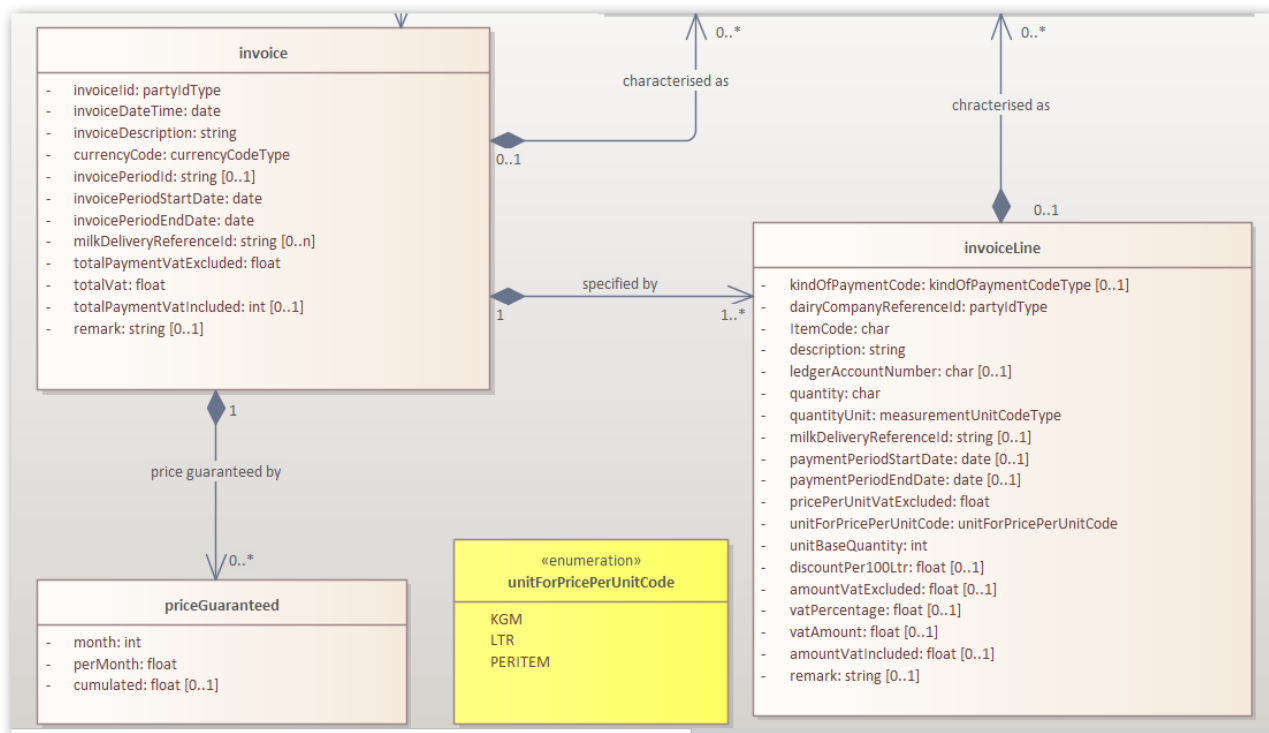 invoice
- invoiceIid: partyIdType
- invoiceDateTime: date
- invoiceDescription: string
- currencyCode: currencyCodeType
- invoicePeriodId: string [0..1]
- invoicePeriodStartDate: date
- invoicePeriodEndDate: date
- milkDeliveryReferenceId: string [0..n]
- totalPaymentVatExcluded: float
- totalVat: float
- totalPaymentVatIncluded: int [0..1]
- remark: string [0..1]
0..*
characterised as
0..1
0..*
chracterised as
0..1
specified by
1
1..*
invoiceLine
- kindOfPaymentCode: kindOfPaymentCodeType [0..1]
- dairyCompanyReferenceId: partyIdType
- ItemCode: char
- description: string
- ledgerAccountNumber: char [0..1]
- quantity: char
- quantityUnit: measurementUnitCodeType
- milkDeliveryReferenceId: string [0..1]
- paymentPeriodStartDate: date [0..1]
- paymentPeriodEndDate: date [0..1]
- pricePerUnitVatExcluded: float
- unitForPricePerUnitCode: unitForPricePerUnitCode
- unitBaseQuantity: int
- discountPer100Ltr: float [0..1]
- amountVatExcluded: float [0..1]
- vatPercentage: float [0..1]
- vatAmount: float [0..1]
- amountVatIncluded: float [0..1]
- remark: string [0..1]
1
price guaranteed by
0..*
priceGuaranteed
- month: int
- perMonth: float
- cumulated: float [0..1]
«enumeration»
unitForPricePerUnitCode
KGM
LTR
PERITEM